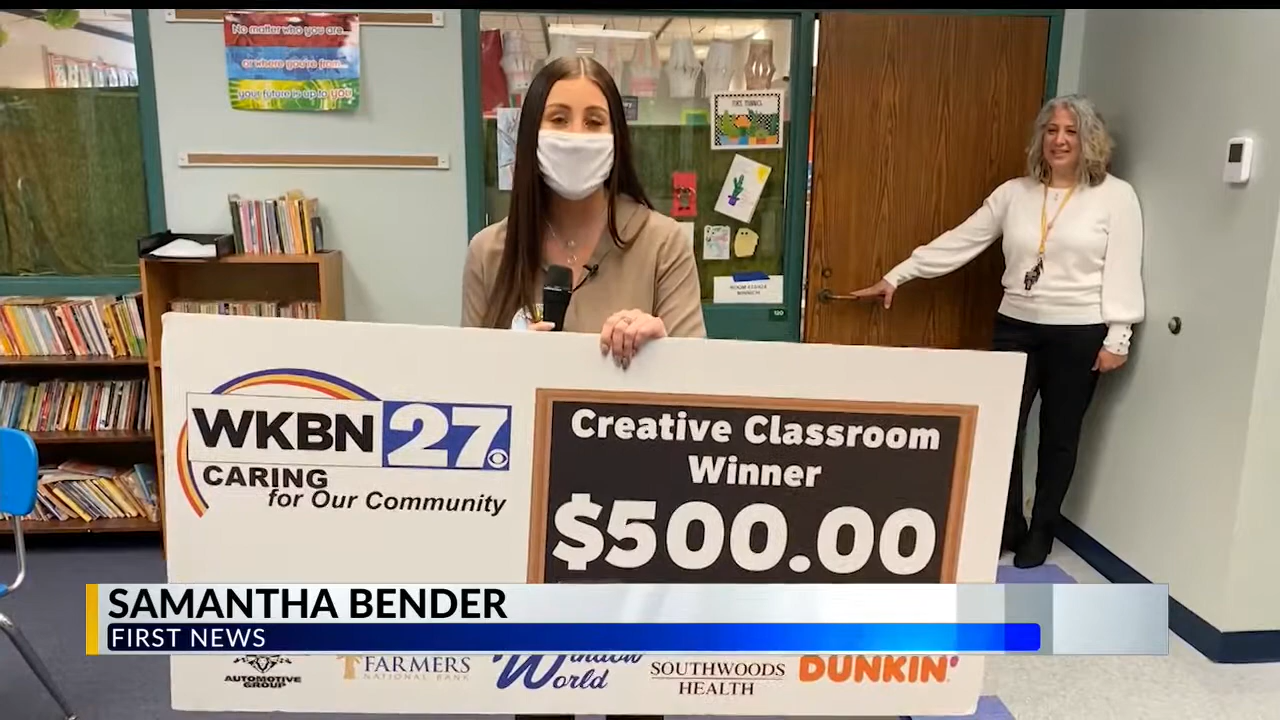 No matter who you are...
or where you're from...
your future is up to YOU
120
WKBN 27
CARING
for Our Community
Creative Classroom
Winner
$500.00
SAMANTHA BENDER
FIRST NEWS
AUTOMOTIVE
GROUP
FARMERS
NATIONAL BANK
Window
World
SOUTHWOODS
HEALTH
DUNKIN'